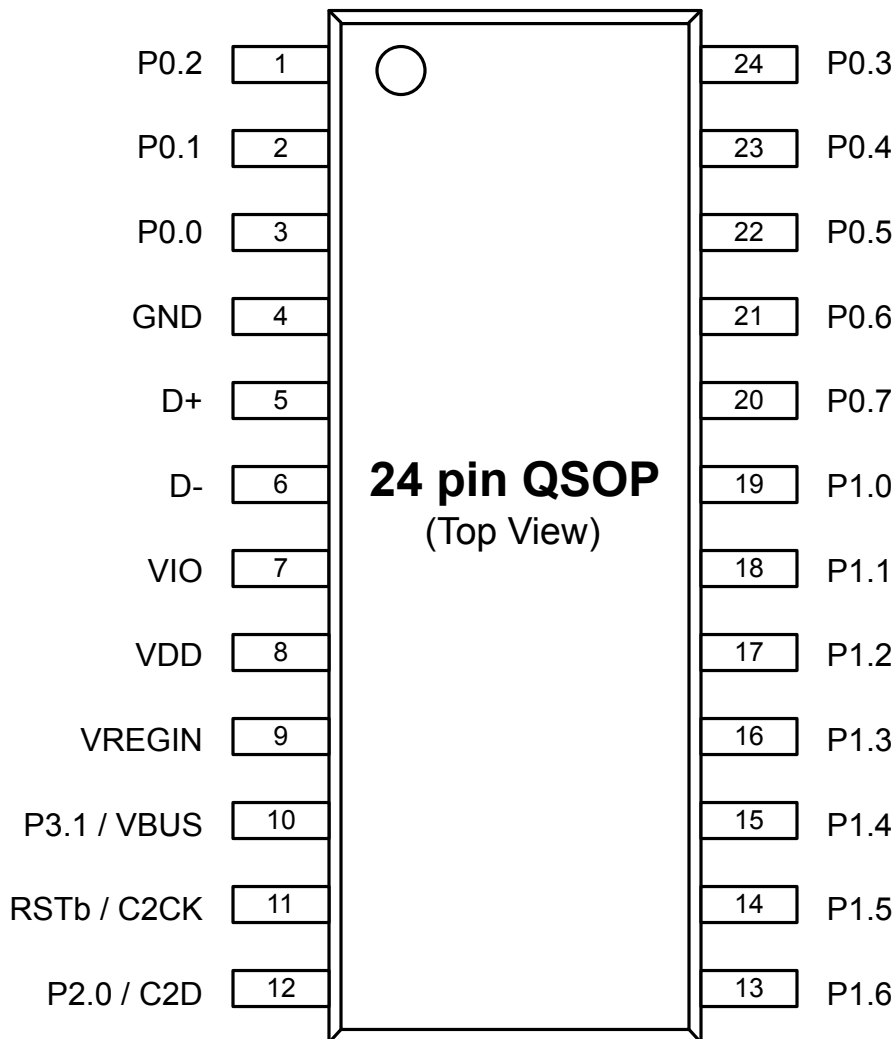 P0.2 1 24 P0.3
P0.1 2 23 P0.4
P0.0 3 22 P0.5
GND 4 21 P0.6
D+ 5 20 P0.7
D- 6 19 P1.0
24 pin QSOP
(Top View)
VIO 7 18 P1.1
VDD 8 17 P1.2
VREGIN 9 16 P1.3
P3.1 / VBUS 10 15 P1.4
RSTb / C2CK 11 14 P1.5
P2.0 / C2D 12 13 P1.6